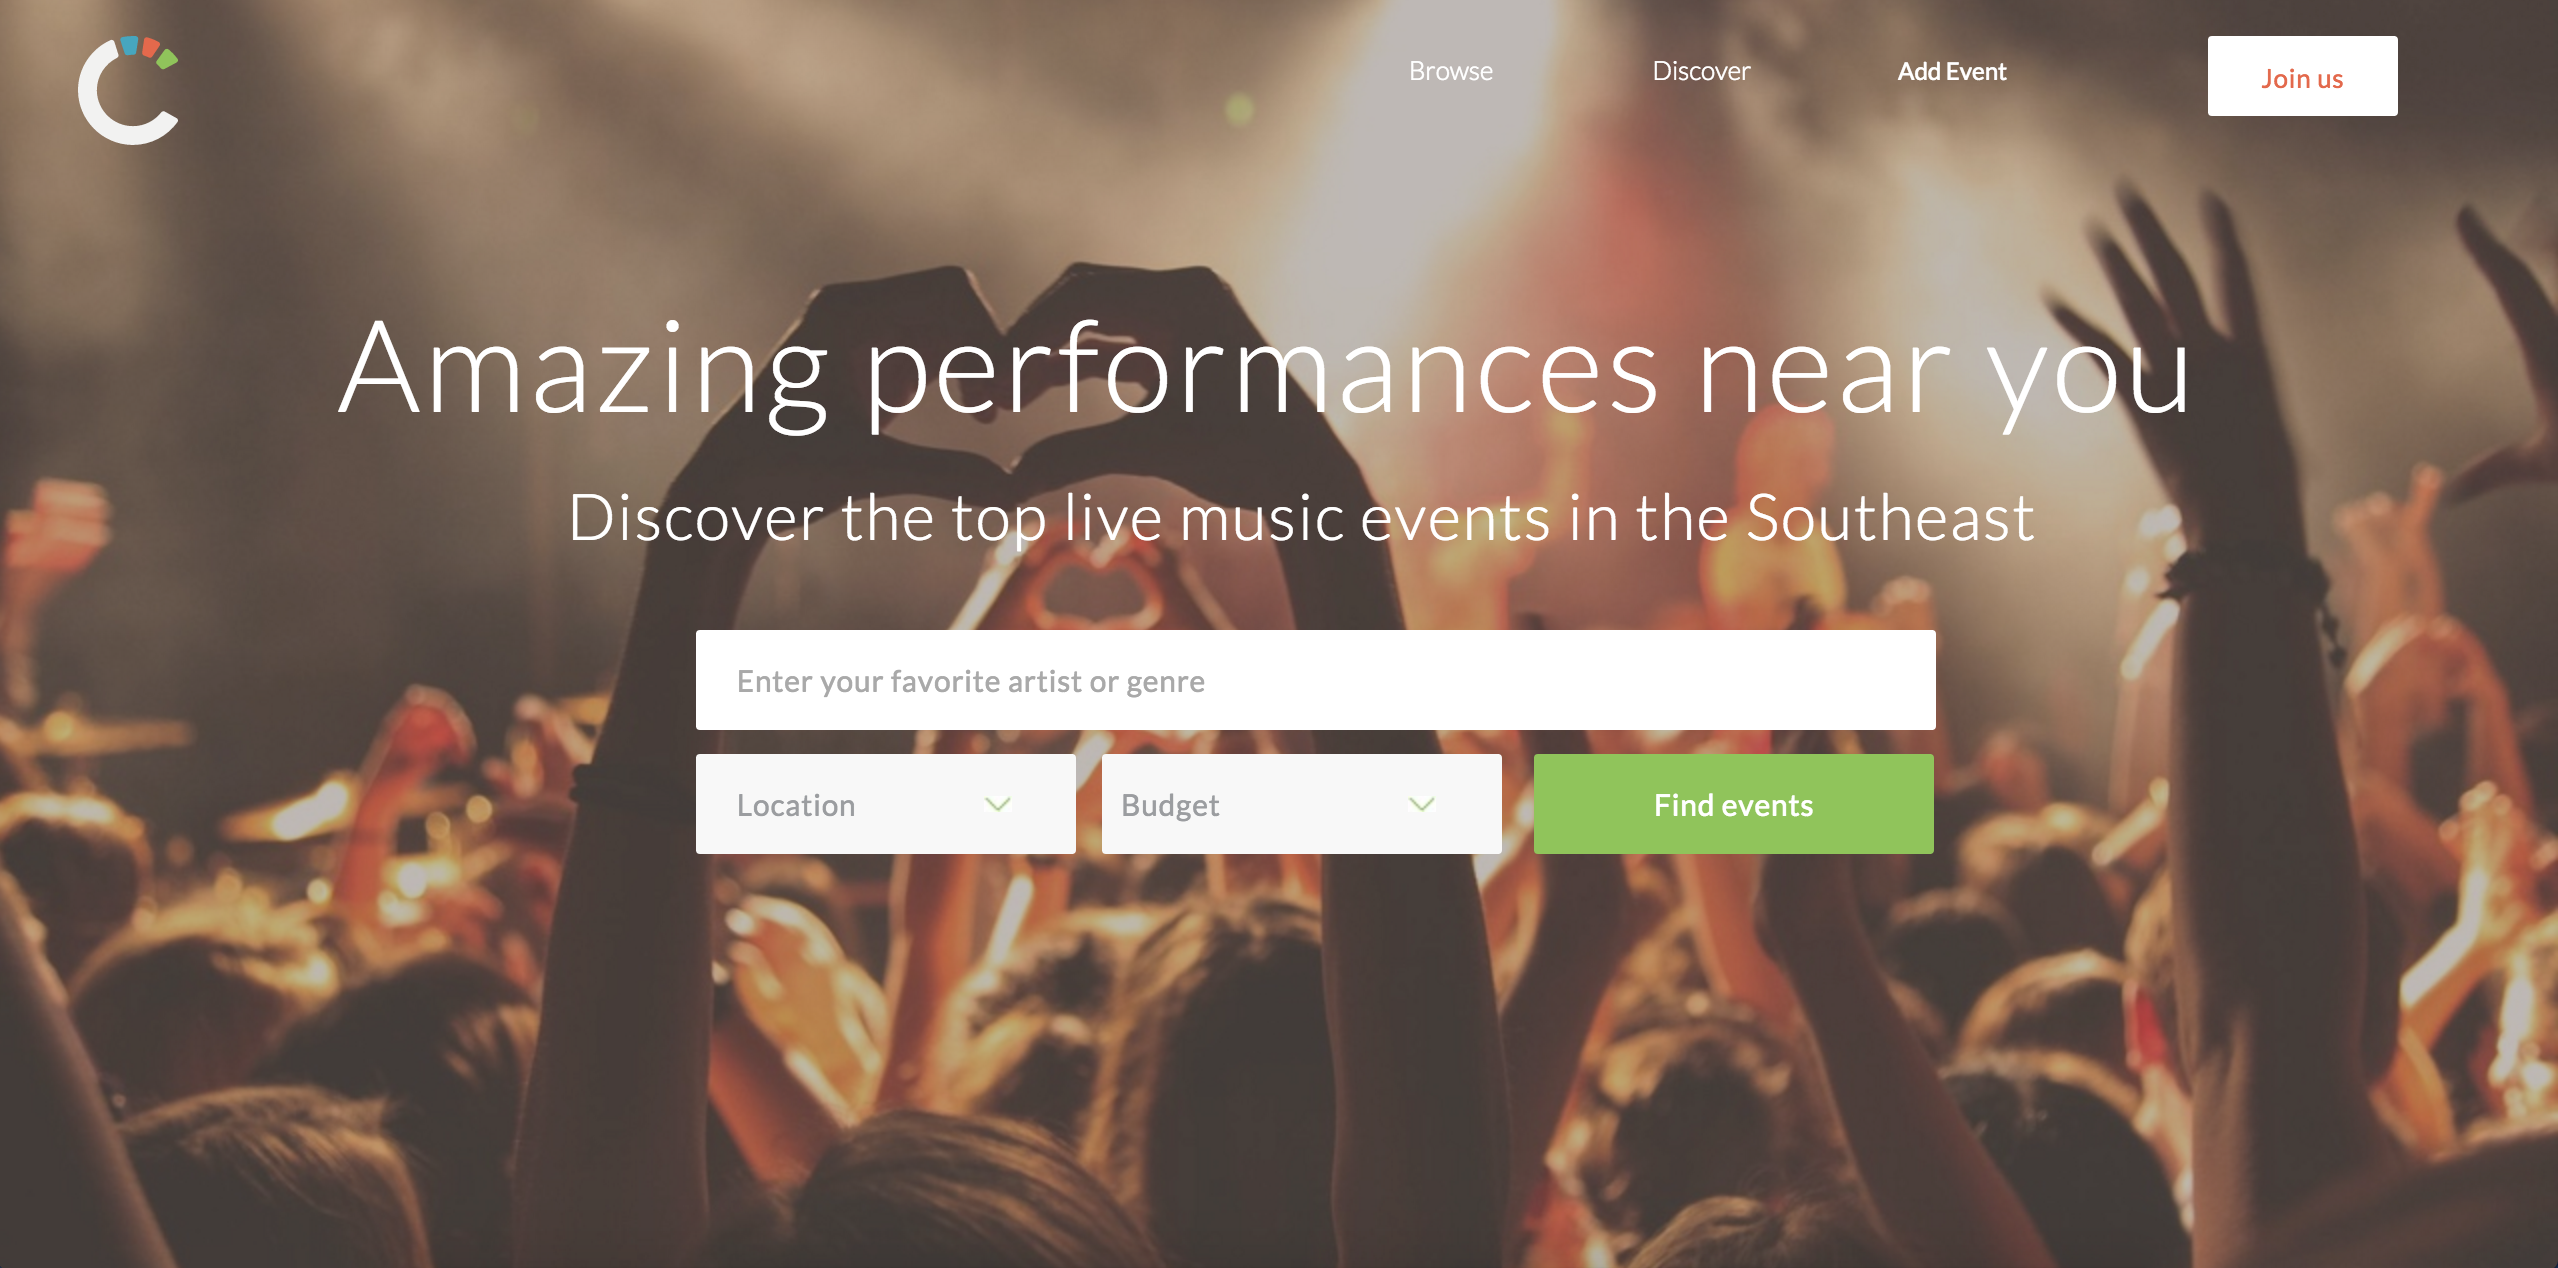 Browse
Discover
Add Event
Join us
Amazing performances near you
Discover the top live music events in the Southeast
Enter your favorite artist or genre
Location
Budget
Find events